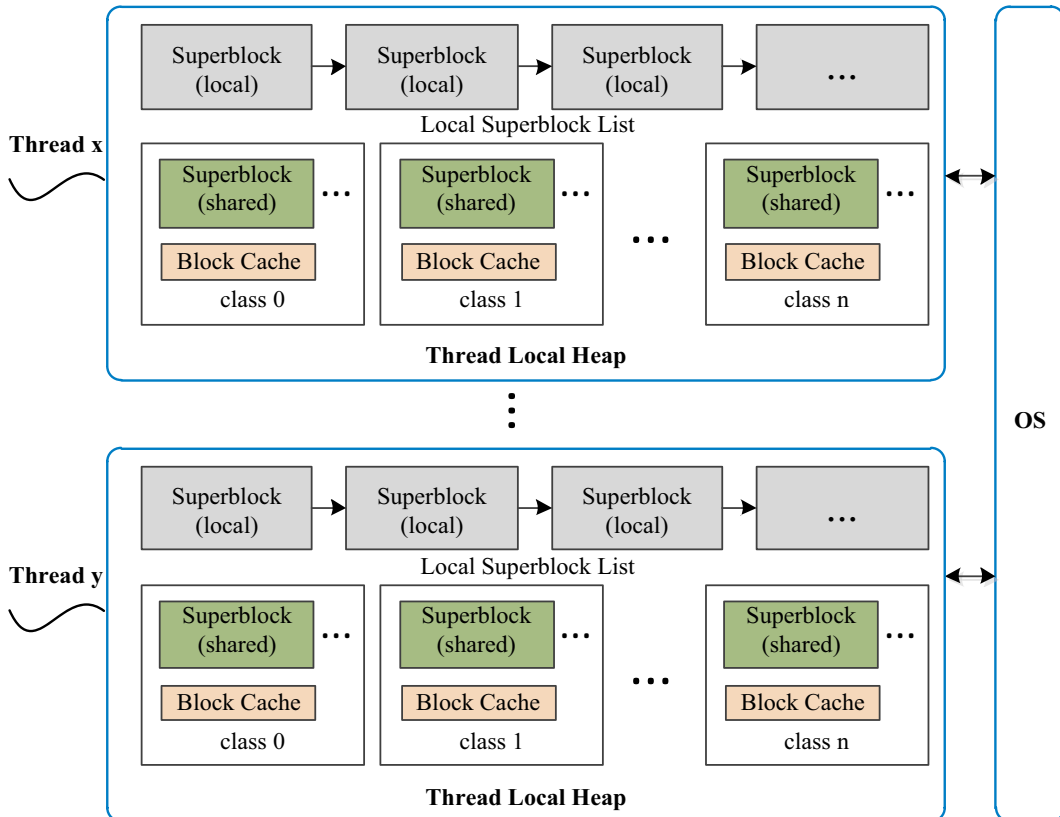 Superblock
(local)
Superblock
(local)
Superblock
(local)
...
Local Superblock List
Thread x
Superblock
(shared)
...
Block Cache
class 0
Superblock
(shared)
...
Block Cache
class 1
...
Superblock
(shared)
...
Block Cache
class n
Thread Local Heap
OS
Superblock
(local)
Superblock
(local)
Superblock
(local)
...
Local Superblock List
Thread y
Superblock
(shared)
...
Block Cache
class 0
Superblock
(shared)
...
Block Cache
class 1
...
Superblock
(shared)
...
Block Cache
class n
Thread Local Heap